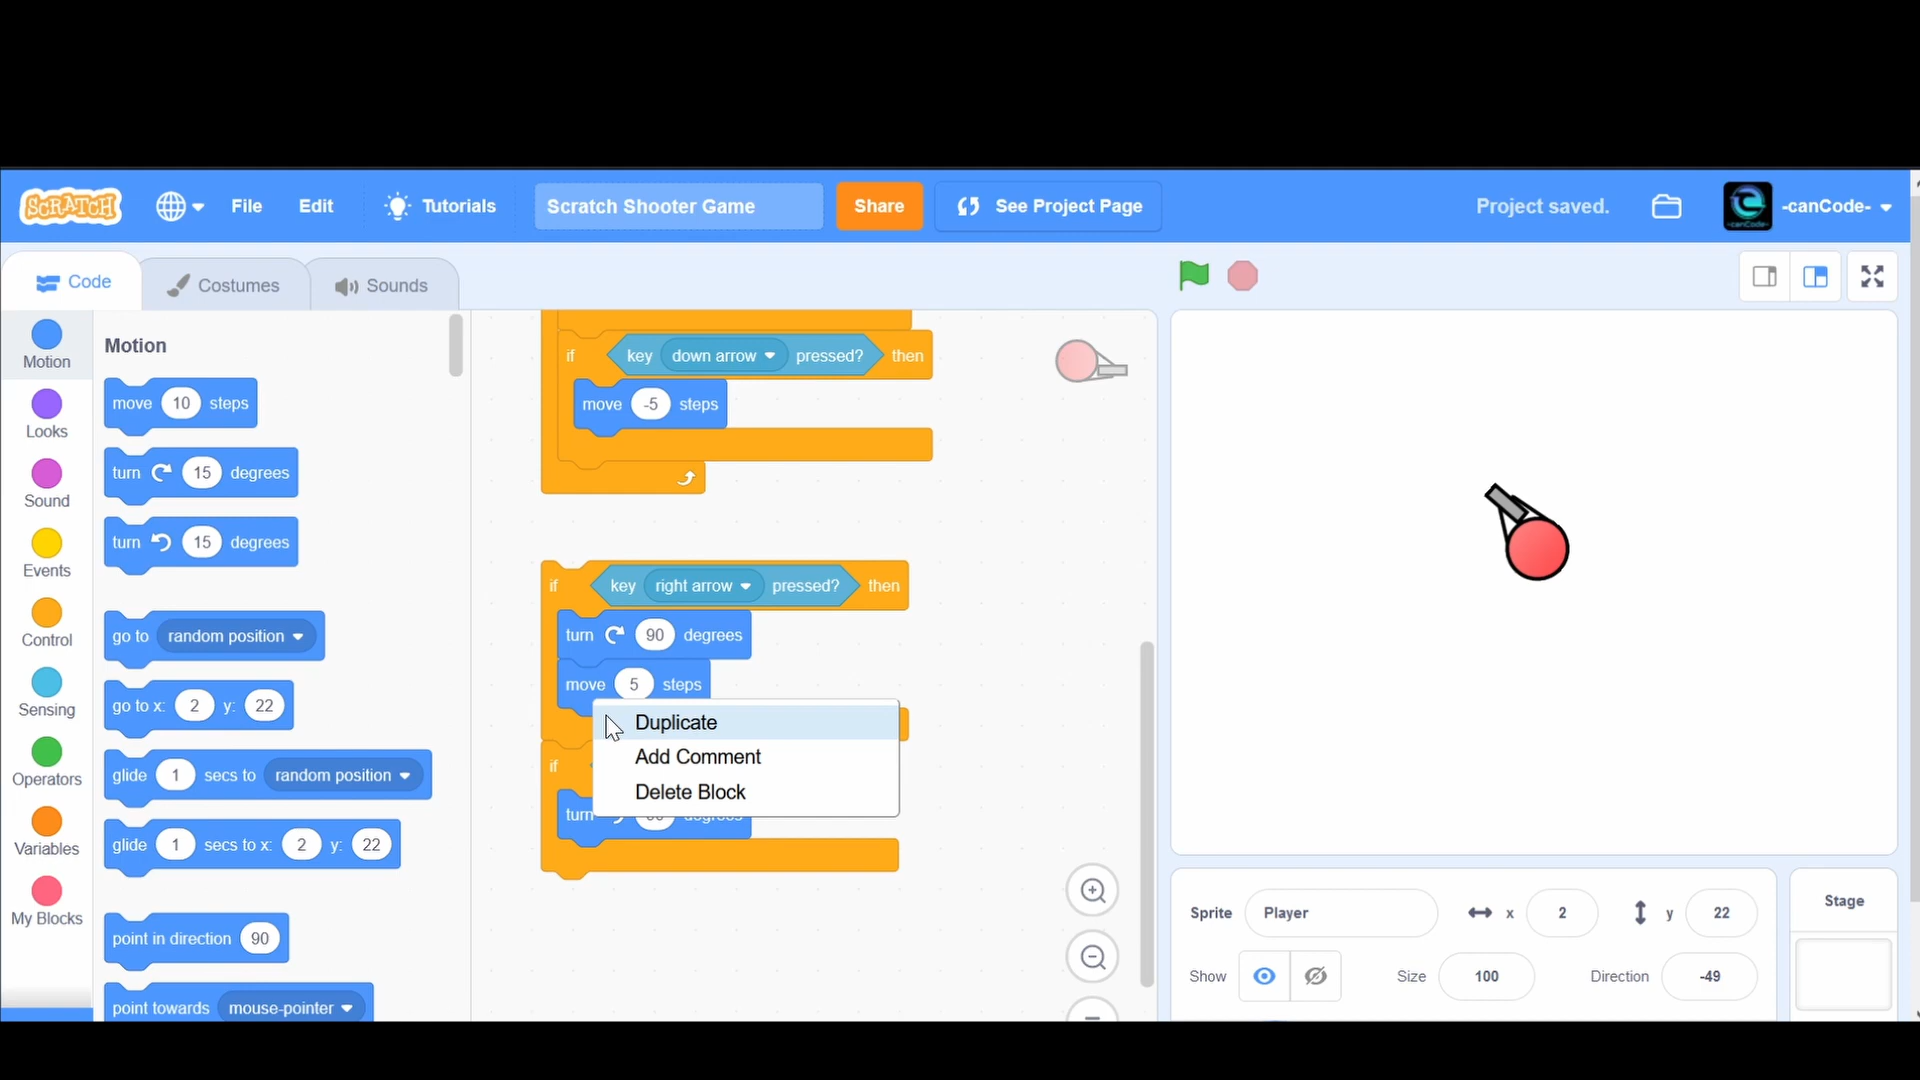 SCRATCH File Edit Tutorials Scratch Shooter Game Share See Project Page Project saved. -canCode-
Code Costumes Sounds
Motion
Looks
Sound
Events
Control
Sensing
Operators
Variables
My Blocks
Motion
move 10 steps
turn 15 degrees
turn 15 degrees
go to random position
go to x: 2 y: 22
glide 1 secs to random position
glide 1 secs to x: 2 y: 22
point in direction 90
point towards mouse-pointer
if key down arrow pressed? then
move -5 steps
if key right arrow pressed? then
turn 90 degrees
move 5 steps
Duplicate
Add Comment
Delete Block
if
turn degrees
Sprite Player x 2 y 22
Show Size 100 Direction -49
Stage